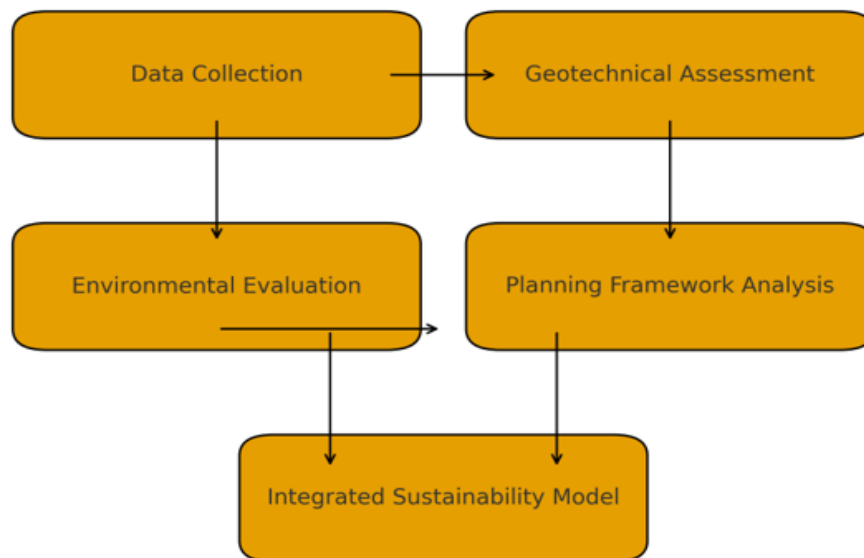 Data Collection
Geotechnical Assessment
Environmental Evaluation
Planning Framework Analysis
Integrated Sustainability Model